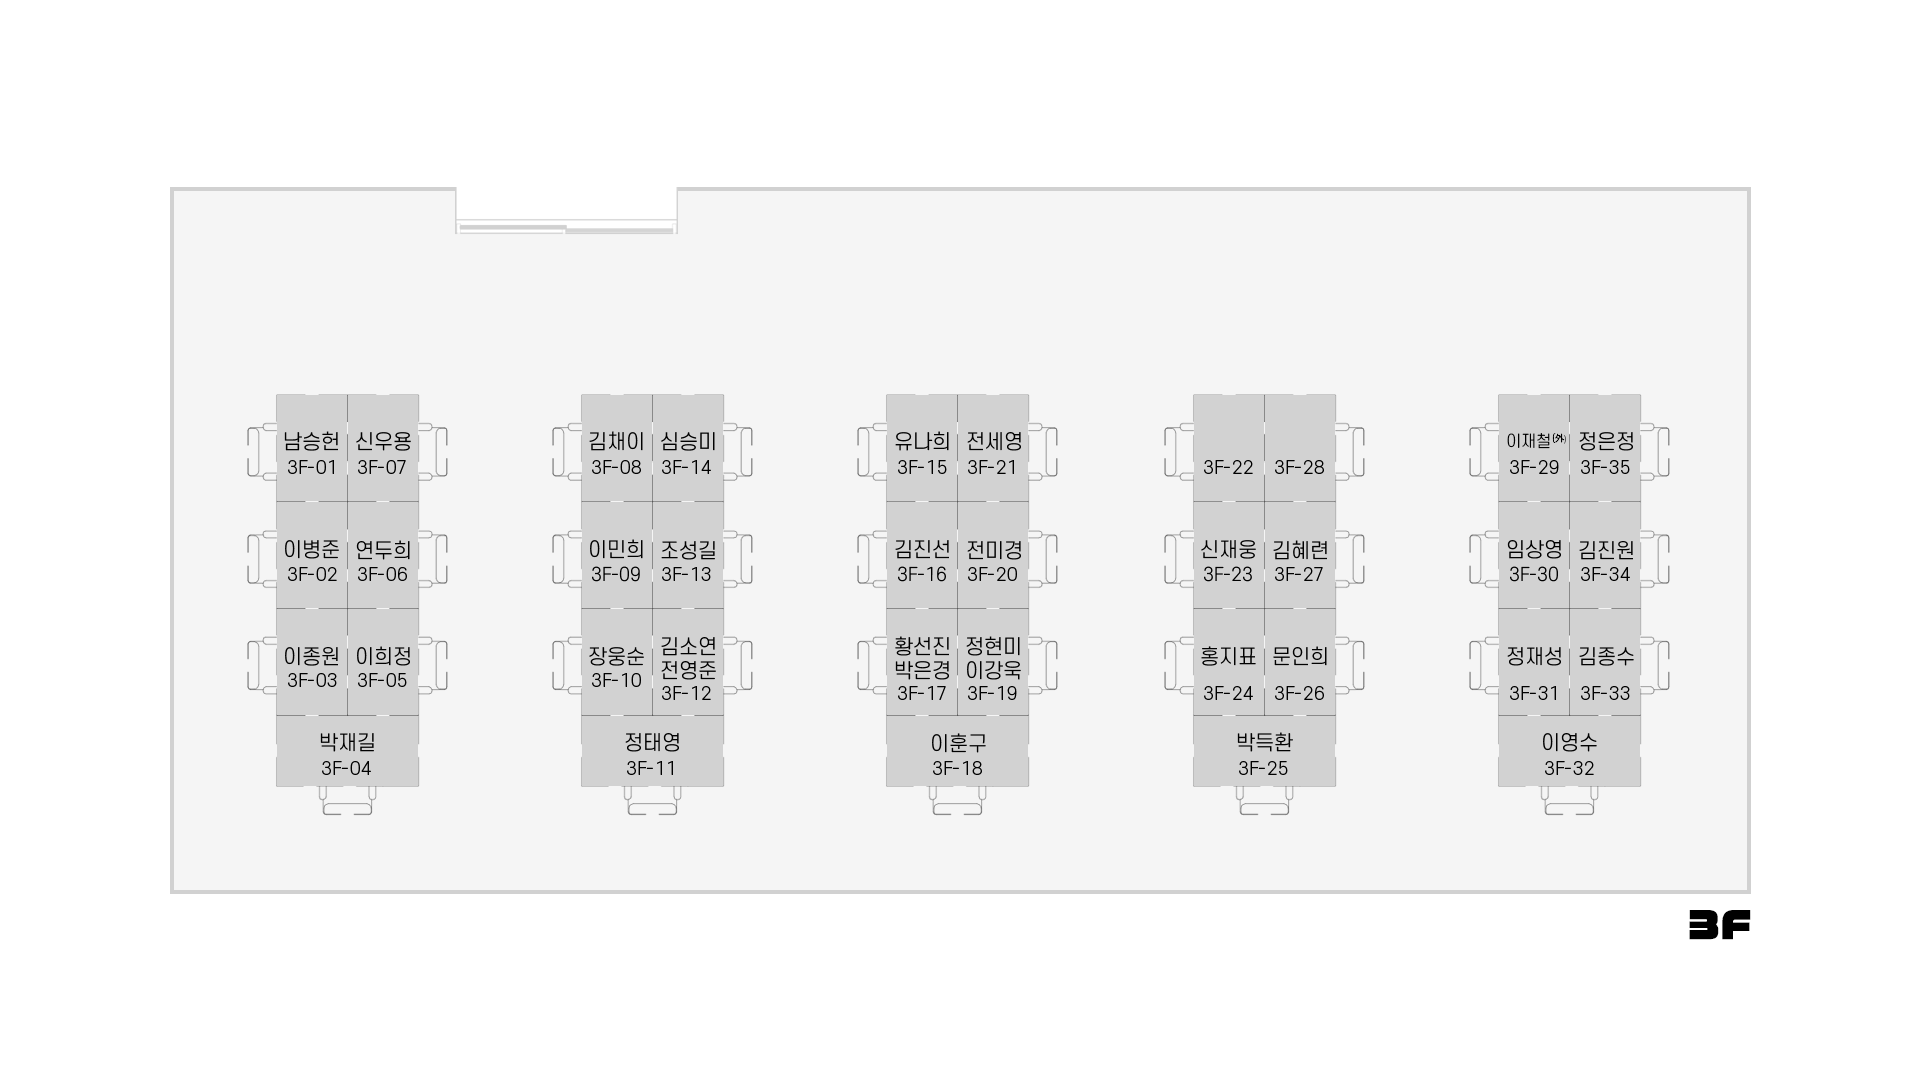 남승헌 신우용
3F-01 3F-07
이병준 연두희
3F-02 3F-06
이종원 이희정
3F-03 3F-05
박재길
3F-04
김채이 심승미
3F-08 3F-14
이민희 조성길
3F-09 3F-13
장웅순
3F-10
김소연
전영준
3F-12
정태영
3F-11
유나희 전세영
3F-15 3F-21
김진선 전미경
3F-16 3F-20
황선진 정현미
박은경 이강욱
3F-17 3F-19
이훈구
3F-18
3F-22 3F-28
신재웅 김혜련
3F-23 3F-27
홍지표 문인희
3F-24 3F-26
박득환
3F-25
이재철(外) 정은정
3F-29 3F-35
임상영 김진원
3F-30 3F-34
정재성 김종수
3F-31 3F-33
이영수
3F-32
3F